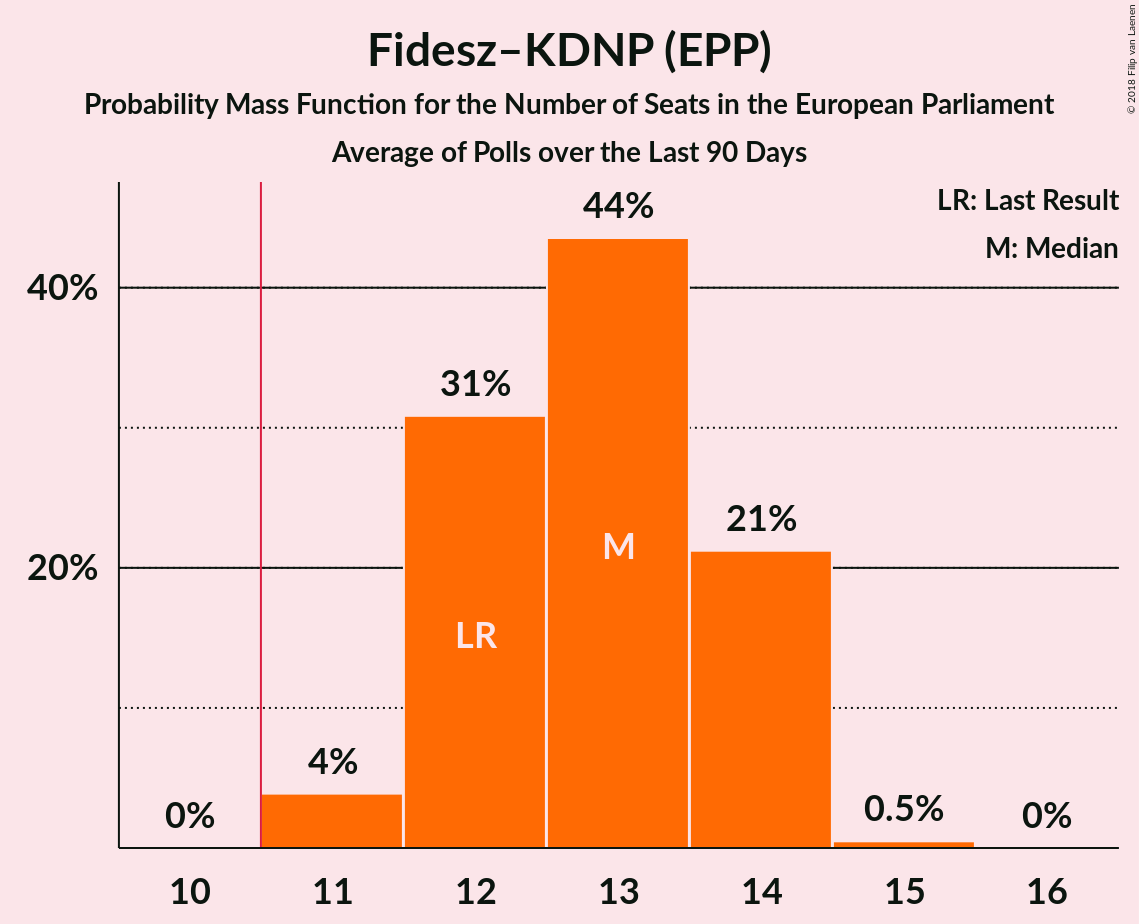 Fidesz–KDNP (EPP)
Probability Mass Function for the Number of Seats in the European Parliament
Average of Polls over the Last 90 Days
© 2018 Filip van Laenen
LR: Last Result
M: Median
44%
40%
31%
21%
M
20%
LR
4%
0.5%
0%
0%
10 11 12 13 14 15 16